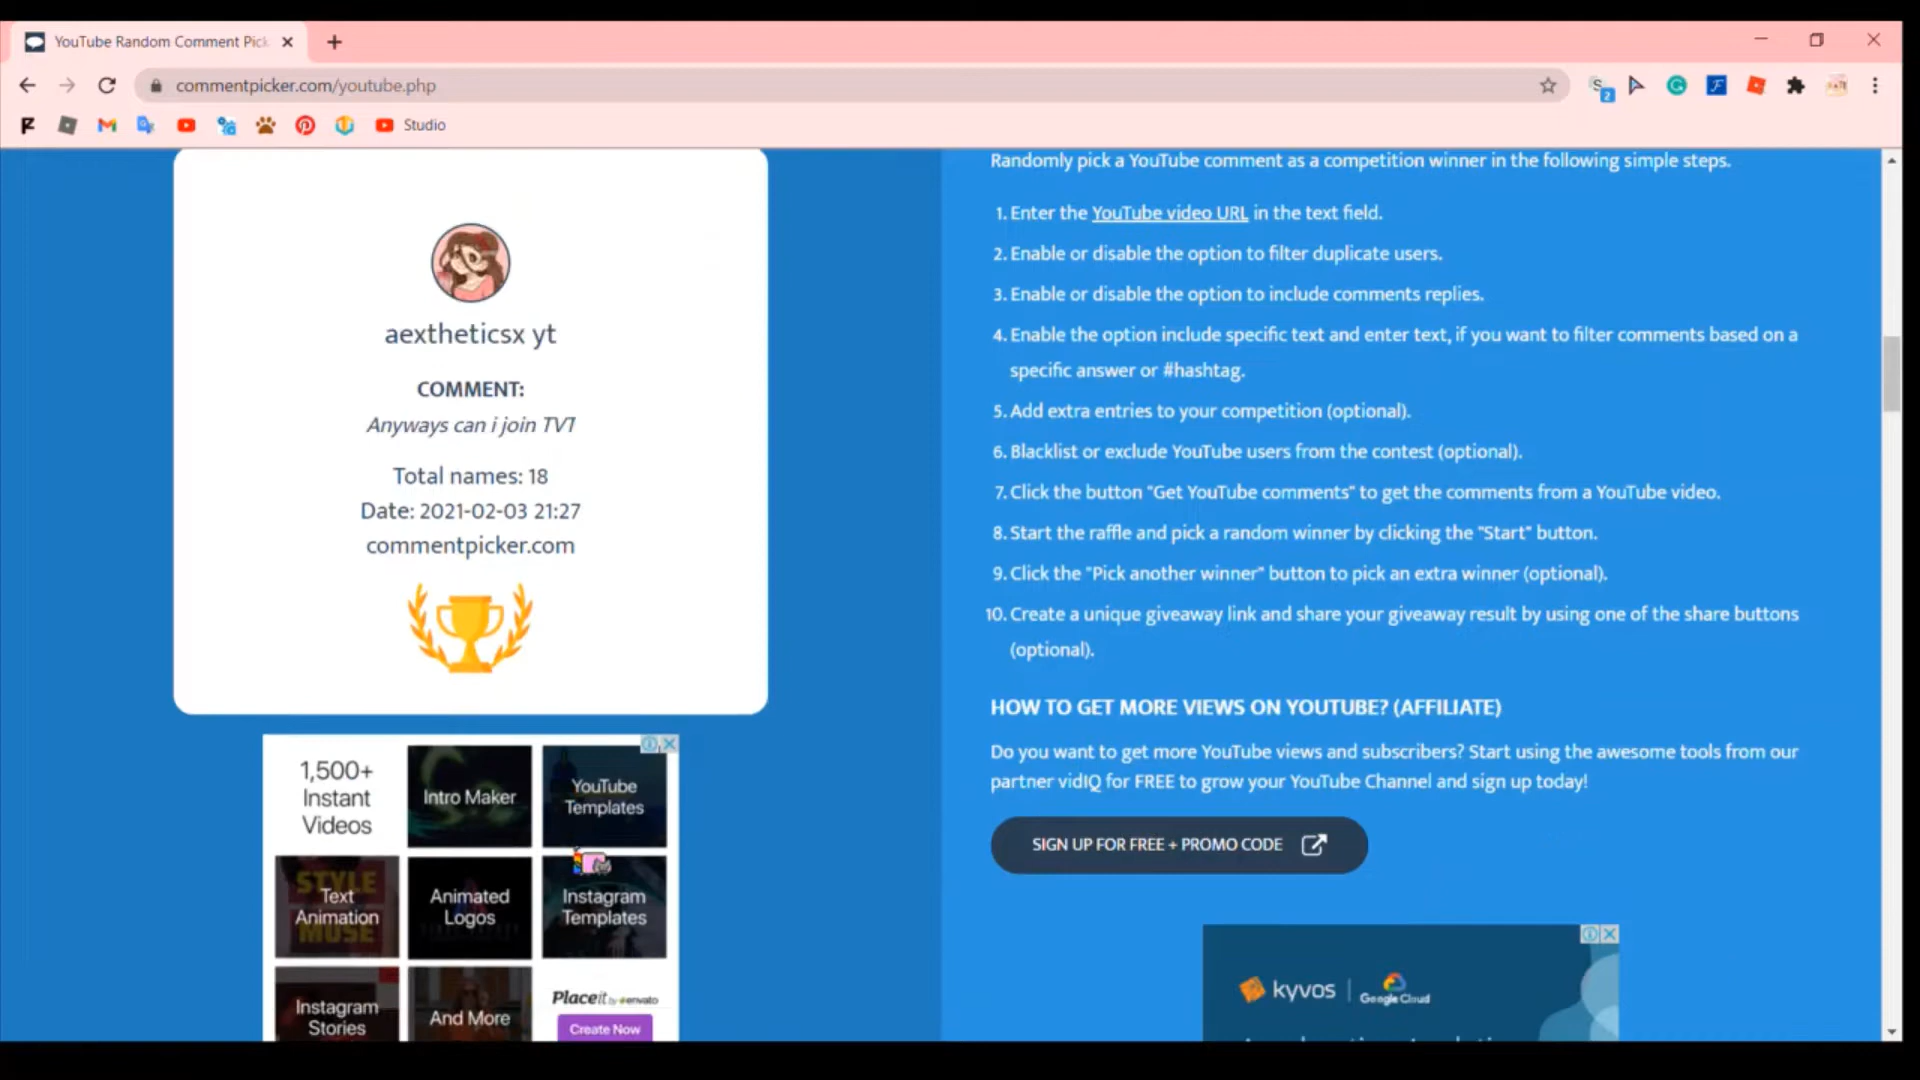 YouTube Random Comment Pick
commentpicker.com/youtube.php
2
Studio
aextheticsx yt
COMMENT:
Anyways can i join TVT
Total names: 18
Date: 2021-02-03 21:27
commentpicker.com
1,500+
Instant
Videos
Intro Maker
YouTube
Templates
STYLE
Text
Animation
MUSE
Animated
Logos
Instagram
Templates
Instagram
Stories
And More
Placeit by envato
Create Now
Randomly pick a YouTube comment as a competition winner in the following simple steps.
1. Enter the YouTube video URL in the text field.
2. Enable or disable the option to filter duplicate users.
3. Enable or disable the option to include comments replies.
4. Enable the option include specific text and enter text, if you want to filter comments based on a
specific answer or #hashtag.
5. Add extra entries to your competition (optional).
6. Blacklist or exclude YouTube users from the contest (optional).
7. Click the button "Get YouTube comments" to get the comments from a YouTube video.
8. Start the raffle and pick a random winner by clicking the "Start" button.
9. Click the "Pick another winner" button to pick an extra winner (optional).
10. Create a unique giveaway link and share your giveaway result by using one of the share buttons
(optional).
HOW TO GET MORE VIEWS ON YOUTUBE? (AFFILIATE)
Do you want to get more YouTube views and subscribers? Start using the awesome tools from our
partner vidIQ for FREE to grow your YouTube Channel and sign up today!
SIGN UP FOR FREE + PROMO CODE
kyvos | Google Cloud